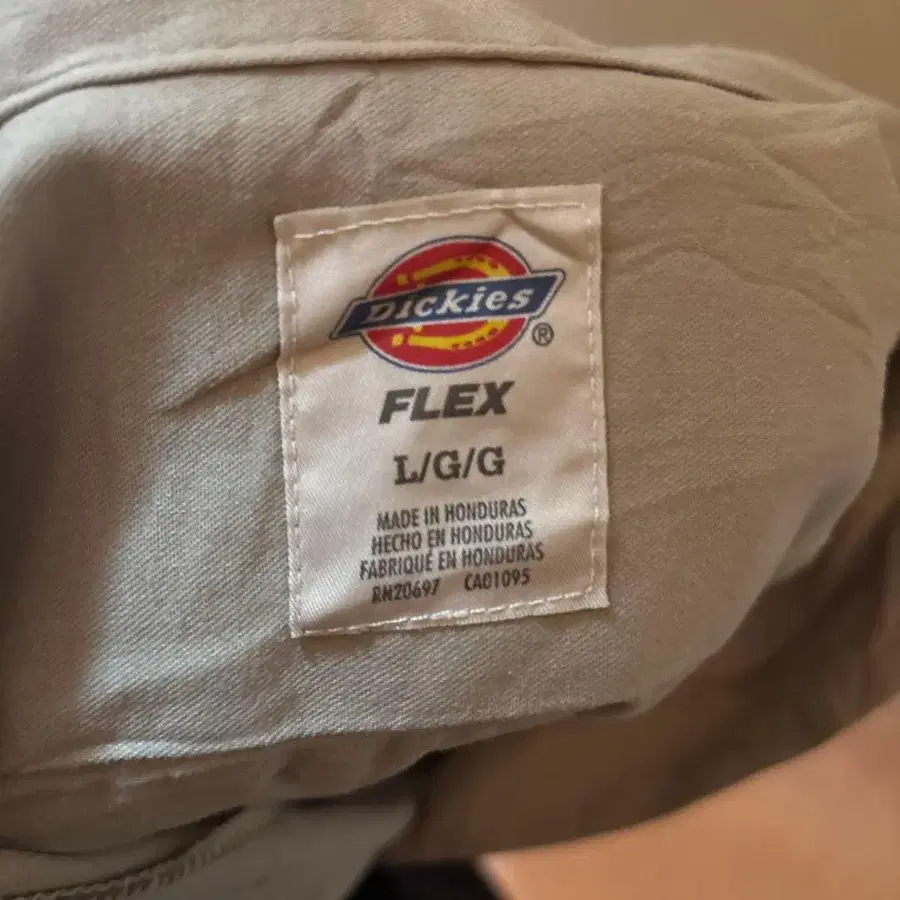 Dickies ®
FLEX
L/G/G
MADE IN HONDURAS
HECHO EN HONDURAS
FABRIQUÉ EN HONDURAS
RN20697 CA01095